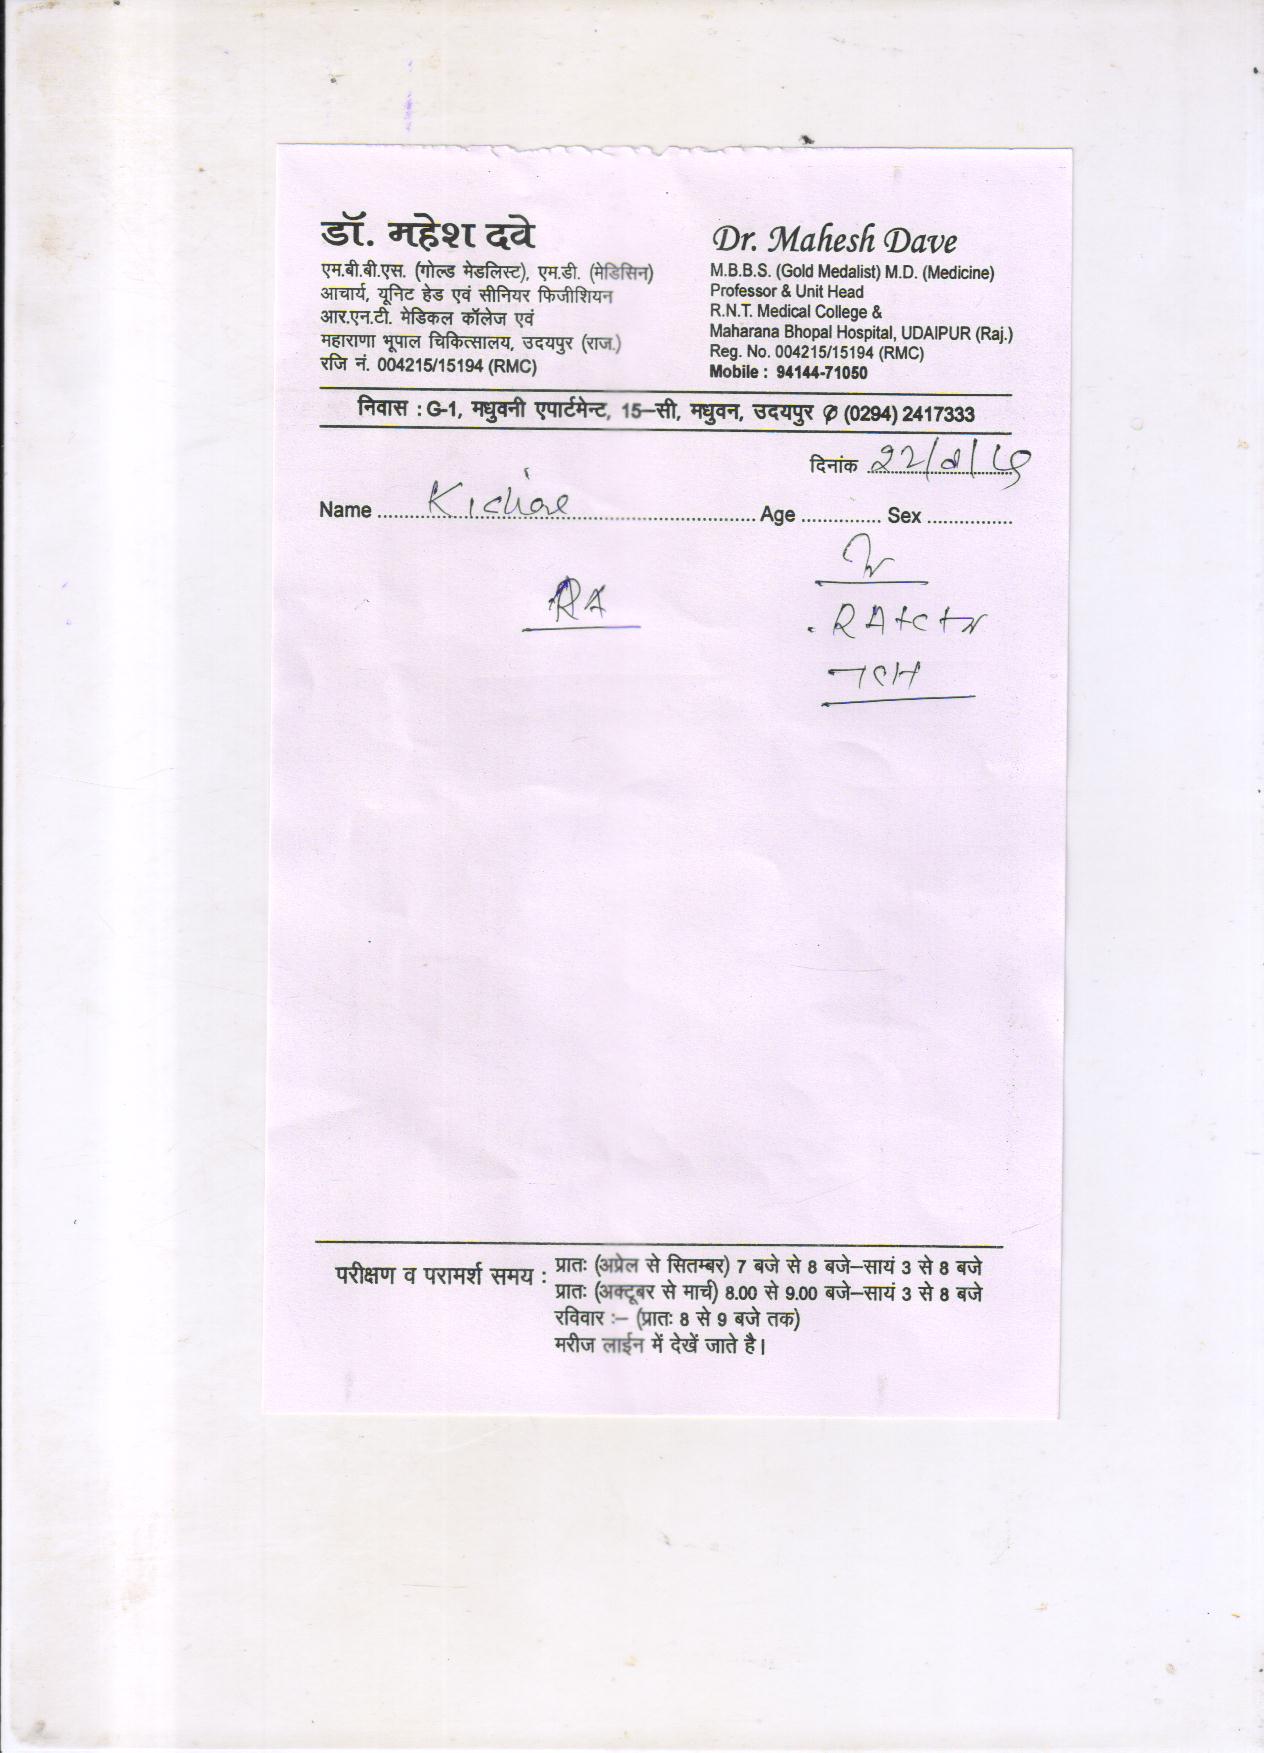 डॉ. महेश दवे
एम.बी.बी.एस. (गोल्ड मेडलिस्ट), एम.डी. (मेडिसिन)
आचार्य, यूनिट हेड एवं सीनियर फिजीशियन
आर.एन.टी. मेडिकल कॉलेज एवं
महाराणा भूपाल चिकित्सालय, उदयपुर (राज.)
रजि नं. 004215/15194 (RMC)
Dr. Mahesh Dave
M.B.B.S. (Gold Medalist) M.D. (Medicine)
Professor & Unit Head
R.N.T. Medical College &
Maharana Bhopal Hospital, UDAIPUR (Raj.)
Reg. No. 004215/15194 (RMC)
Mobile : 94144-71050
निवास : G-1, मधुवनी एपार्टमेन्ट, 15–सी, मधुवन, उदयपुर ✆ (0294) 2417333
दिनांक
Name Age Sex
RA
परीक्षण व परामर्श समय : प्रातः (अप्रेल से सितम्बर) 7 बजे से 8 बजे–सायं 3 से 8 बजे
प्रातः (अक्टूबर से मार्च) 8.00 से 9.00 बजे–सायं 3 से 8 बजे
रविवार :– (प्रातः 8 से 9 बजे तक)
मरीज लाईन में देखें जाते है।